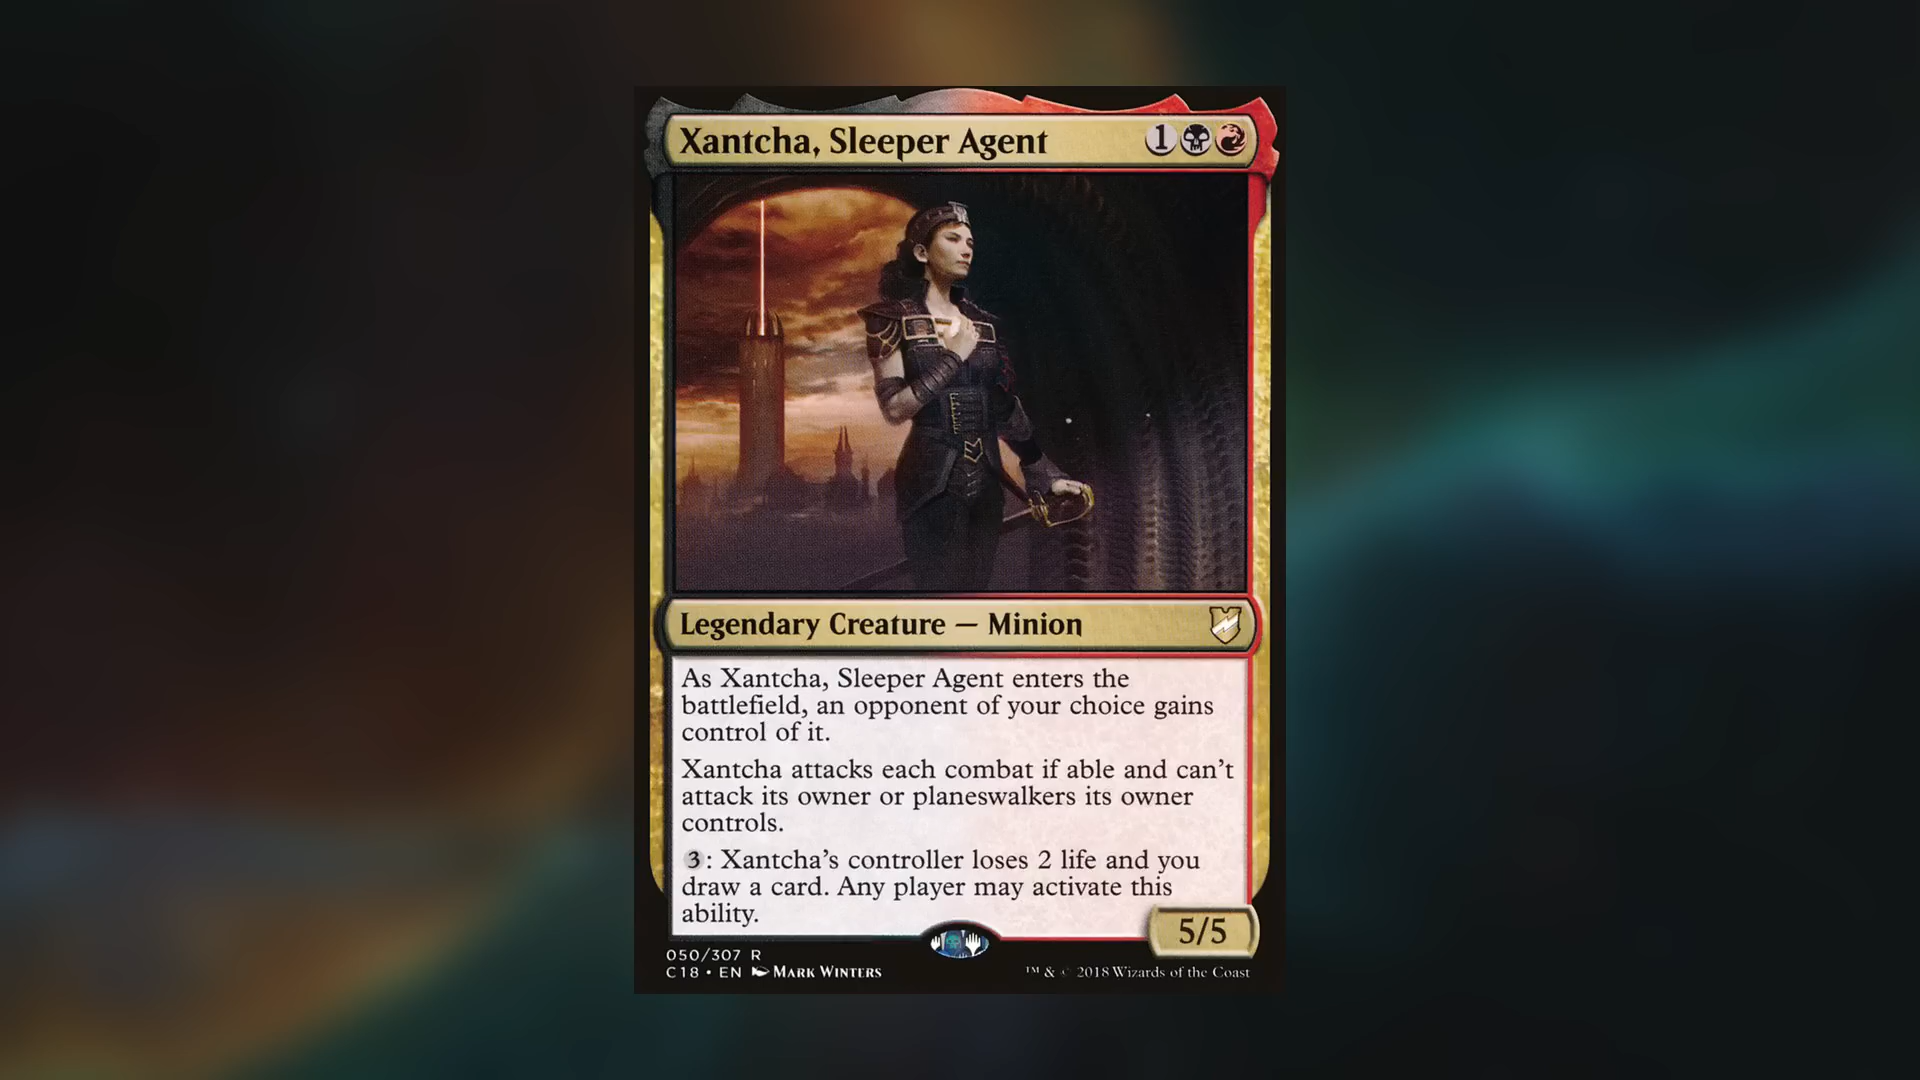 Xantcha, Sleeper Agent 1
Legendary Creature — Minion
As Xantcha, Sleeper Agent enters the
battlefield, an opponent of your choice gains
control of it.
Xantcha attacks each combat if able and can't
attack its owner or planeswalkers its owner
controls.
3: Xantcha's controller loses 2 life and you
draw a card. Any player may activate this
ability.
5/5
050/307 R
C18 • EN Mark Winters
™ & © 2018 Wizards of the Coast